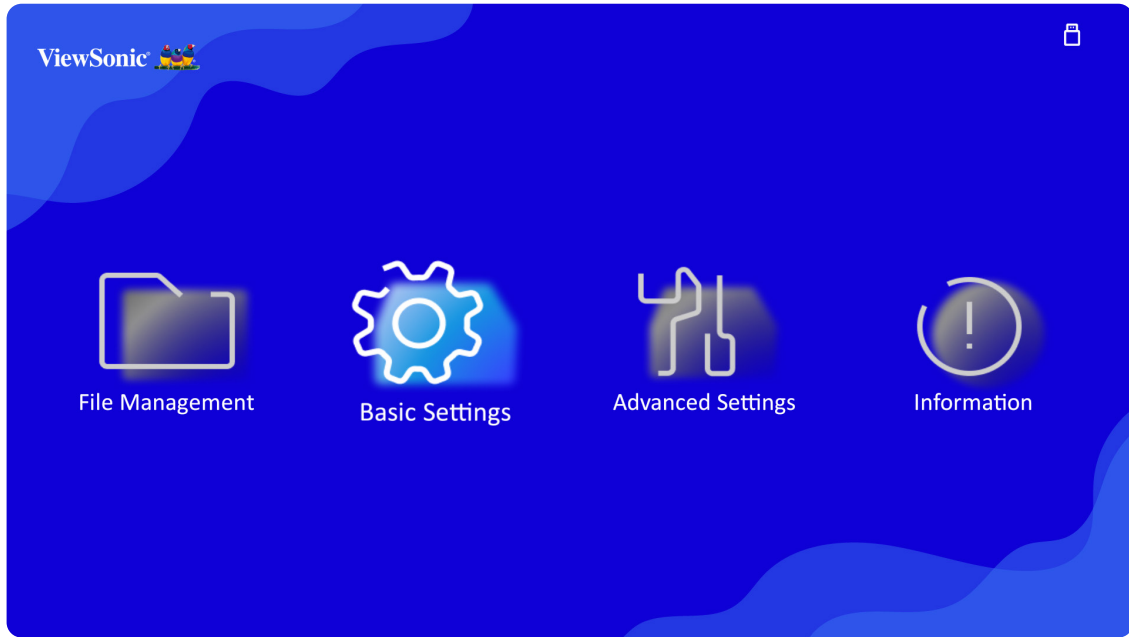 ViewSonic®
File Management
Basic Settings
Advanced Settings
Information